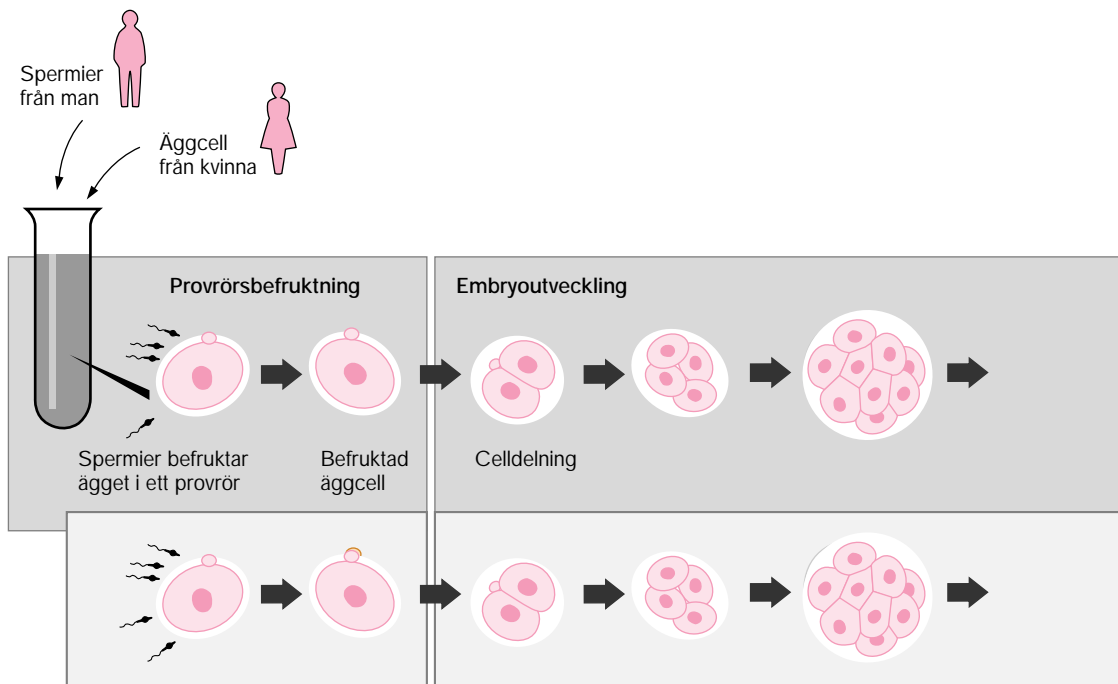 Spermier
från man
Äggcell
från kvinna
Provrörsbefruktning
Embryoutveckling
Spermier befruktar
ägget i ett provrör
Befruktad
äggcell
Celldelning